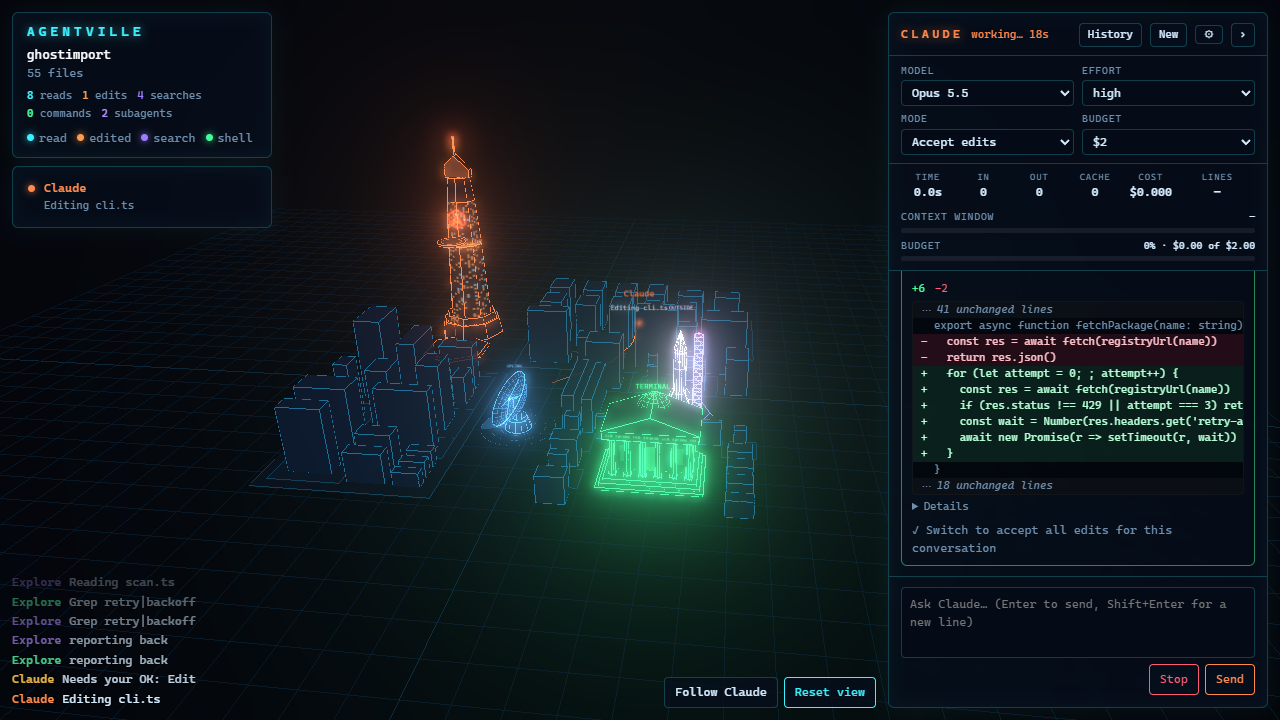 AGENTVILLE
ghostimport
55 files
8 reads 1 edits 4 searches
0 commands 2 subagents
read edited search shell
Claude
Editing cli.ts
Claude
Editing cli.ts
TERMINAL
Explore Reading scan.ts
Explore Grep retry|backoff
Explore Grep retry|backoff
Explore reporting back
Explore reporting back
Claude Needs your OK: Edit
Claude Editing cli.ts
Follow Claude
Reset view
CLAUDE working… 18s
History
New
⚙
›
MODEL
EFFORT
Opus 5.5
high
MODE
BUDGET
Accept edits
$2
TIME IN OUT CACHE COST LINES
0.0s 0 0 0 $0.000 —
CONTEXT WINDOW —
BUDGET 0% · $0.00 of $2.00
+6 −2
··· 41 unchanged lines
export async function fetchPackage(name: string)
− const res = await fetch(registryUrl(name))
− return res.json()
+ for (let attempt = 0; ; attempt++) {
+ const res = await fetch(registryUrl(name))
+ if (res.status !== 429 || attempt === 3) ret
+ const wait = Number(res.headers.get('retry-a
+ await new Promise(r => setTimeout(r, wait))
+ }
}
··· 18 unchanged lines
▶ Details
✓ Switch to accept all edits for this
conversation
Ask Claude… (Enter to send, Shift+Enter for a
new line)
Stop
Send